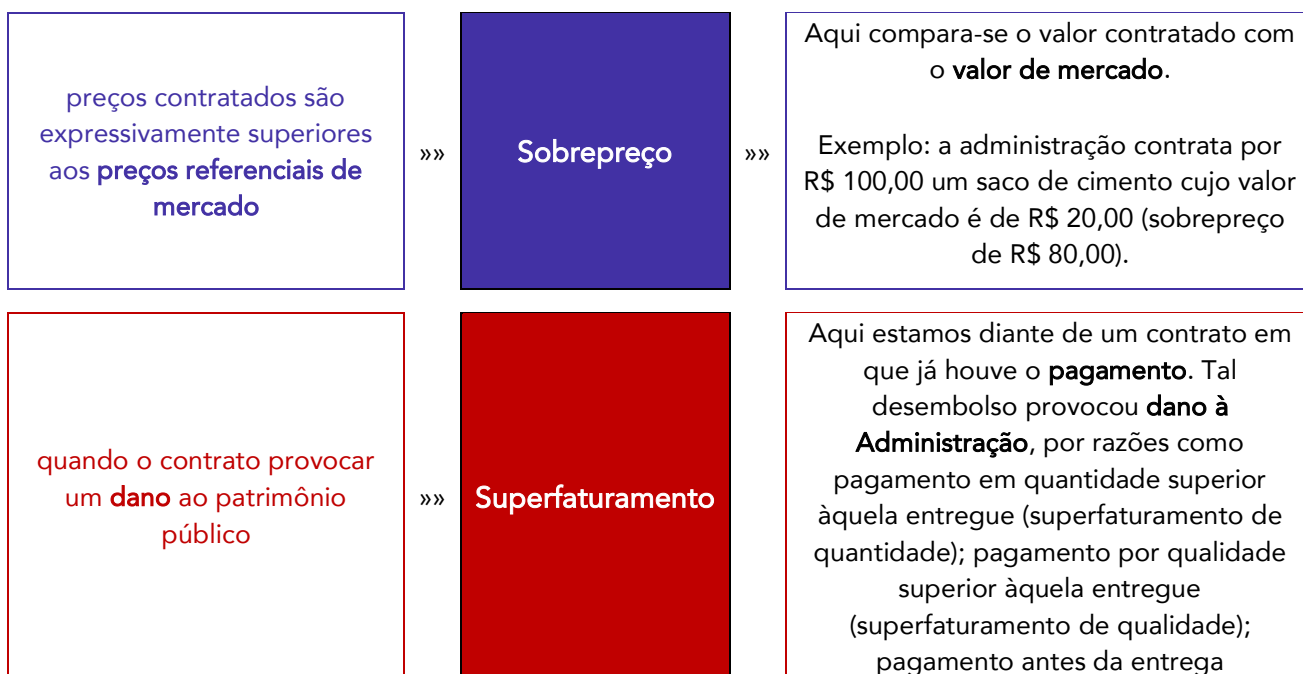 preços contratados são
expressivamente superiores
aos preços referenciais de
mercado
»»
Sobrepreço
»»
Aqui compara-se o valor contratado com
o valor de mercado.
Exemplo: a administração contrata por
R$ 100,00 um saco de cimento cujo valor
de mercado é de R$ 20,00 (sobrepreço
de R$ 80,00).
quando o contrato provocar
um dano ao patrimônio
público
»»
Superfaturamento
»»
Aqui estamos diante de um contrato em
que já houve o pagamento. Tal
desembolso provocou dano à
Administração, por razões como
pagamento em quantidade superior
àquela entregue (superfaturamento de
quantidade); pagamento por qualidade
superior àquela entregue
(superfaturamento de qualidade);
pagamento antes da entrega